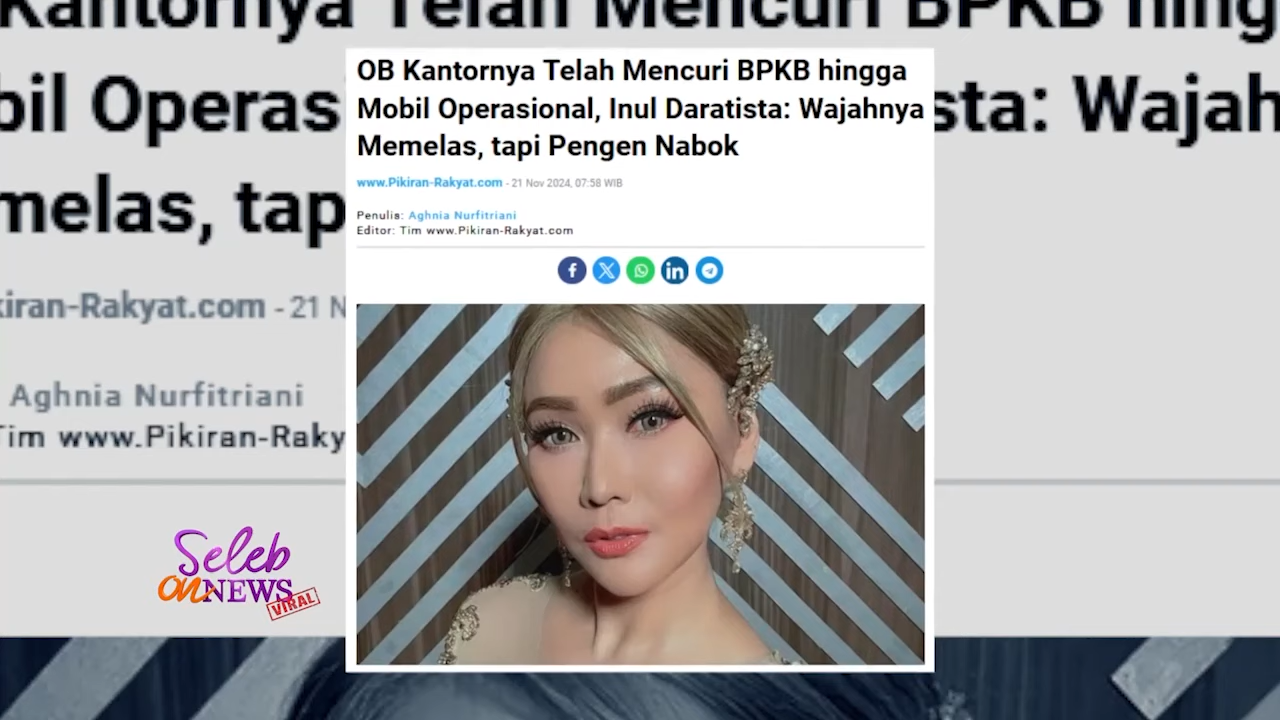 Kantornya Telah Mencuri BPKB hing
OB Kantornya Telah Mencuri BPKB hingga
Mobil Operasional, Inul Daratista: Wajahnya
Memelas, tapi Pengen Nabok
www.Pikiran-Rakyat.com - 21 Nov 2024, 07:58 WIB
Penulis: Aghnia Nurfitriani
Editor: Tim www.Pikiran-Rakyat.com
bil Operas
sta: Wajah
melas, tap
kiran-Rakyat.com - 21 N
Aghnia Nurfitriani
Tim www.Pikiran-Raky
Seleb
on NEWS
VIRAL